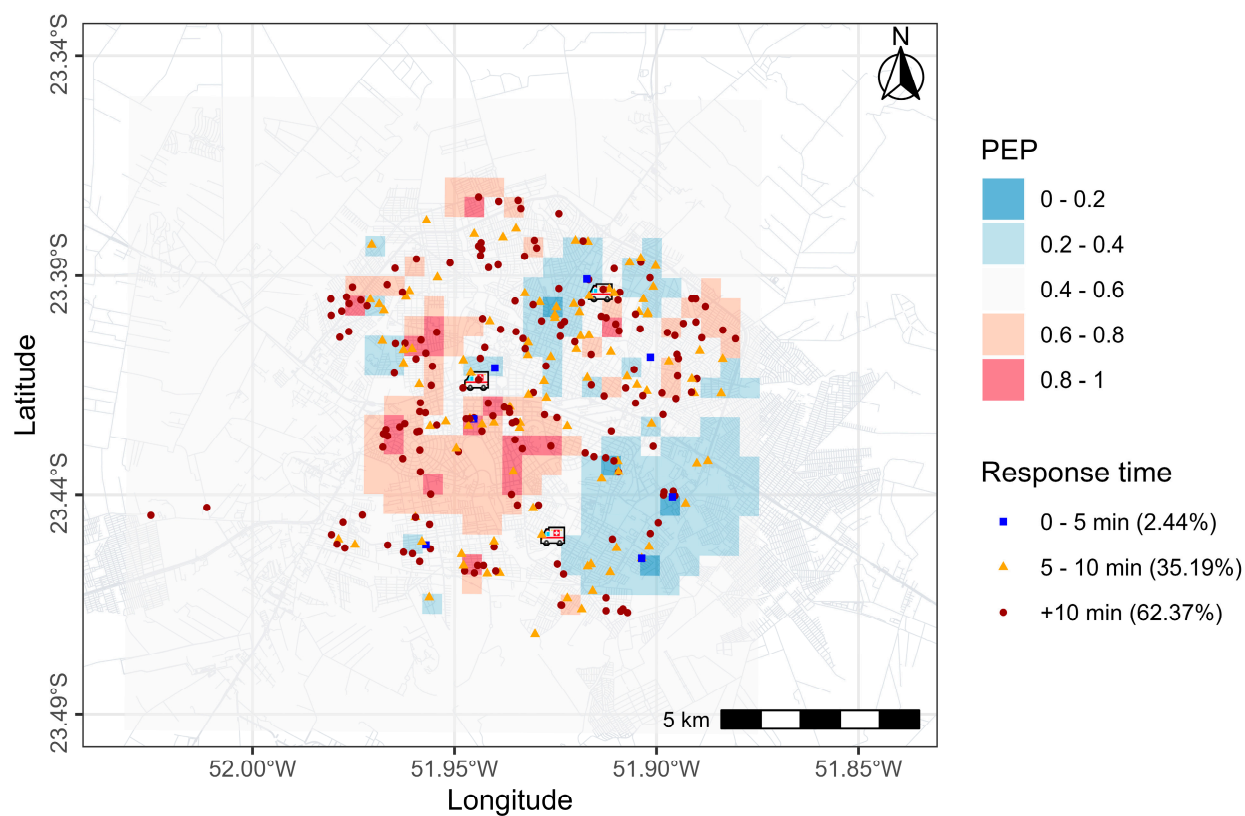 N
23.34°S
23.39°S
23.44°S
23.49°S
Latitude
5 km
52.00°W
51.95°W
51.90°W
51.85°W
Longitude
PEP
0 - 0.2
0.2 - 0.4
0.4 - 0.6
0.6 - 0.8
0.8 - 1
Response time
0 - 5 min (2.44%)
5 - 10 min (35.19%)
+10 min (62.37%)